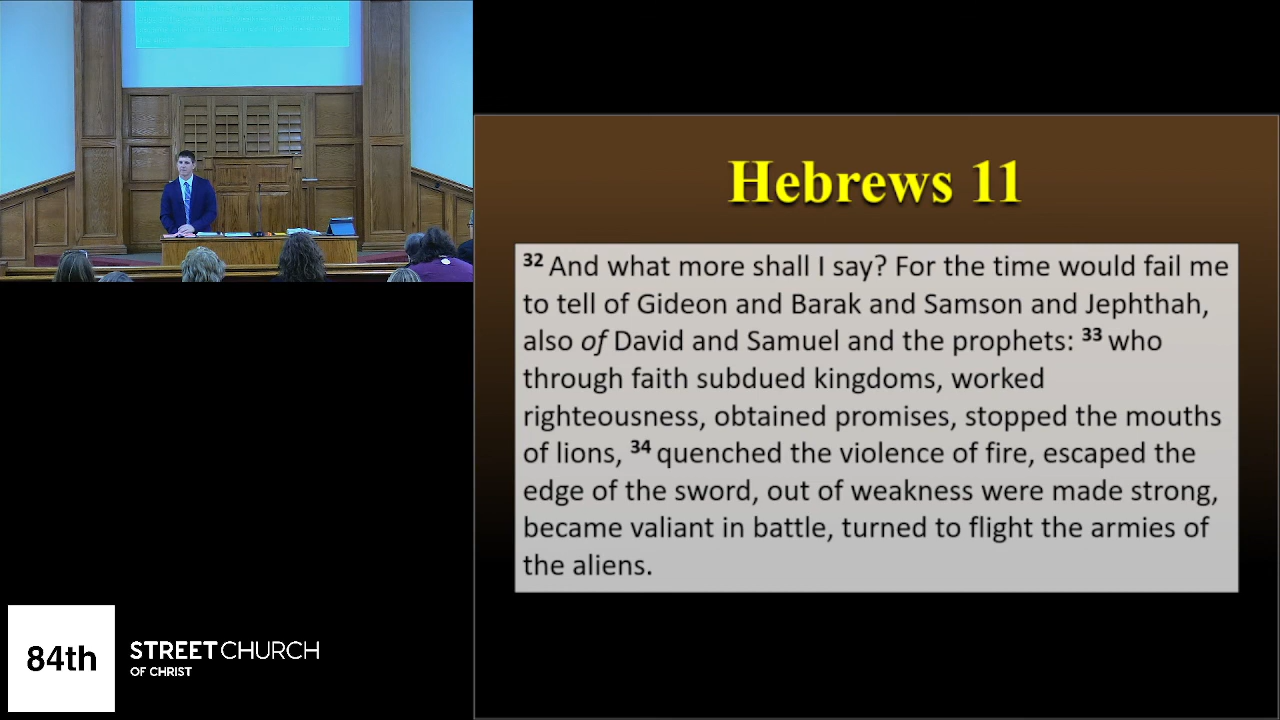 Hebrews 11
32 And what more shall I say? For the time would fail me
to tell of Gideon and Barak and Samson and Jephthah,
also of David and Samuel and the prophets: 33 who
through faith subdued kingdoms, worked
righteousness, obtained promises, stopped the mouths
of lions, 34 quenched the violence of fire, escaped the
edge of the sword, out of weakness were made strong,
became valiant in battle, turned to flight the armies of
the aliens.
84th
STREET CHURCH
OF CHRIST